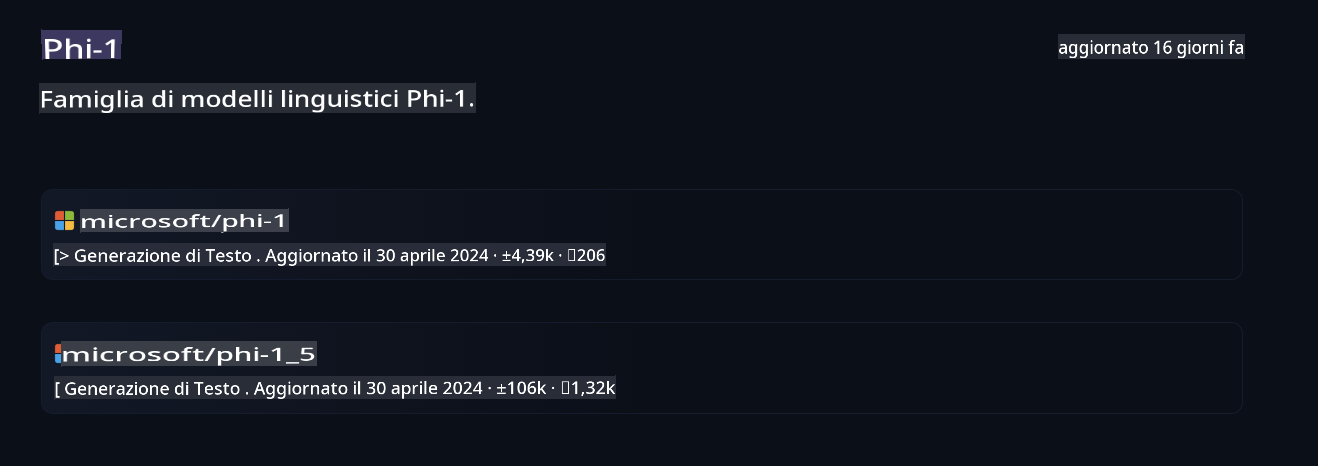 Phi-1
aggiornato 16 giorni fa
Famiglia di modelli linguistici Phi-1.
microsoft/phi-1
[> Generazione di Testo . Aggiornato il 30 aprile 2024 · ±4,39k · ▯206
microsoft/phi-1_5
[ Generazione di Testo . Aggiornato il 30 aprile 2024 · ±106k · ▯1,32k